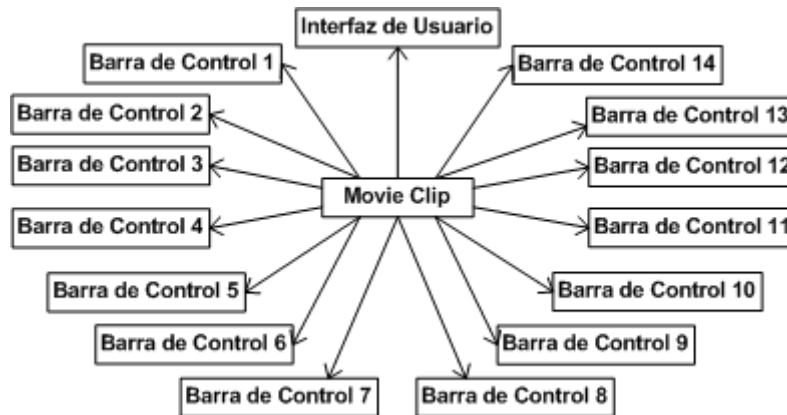 Interfaz de Usuario
Barra de Control 1
Barra de Control 14
Barra de Control 2
Barra de Control 13
Barra de Control 3
Barra de Control 12
Movie Clip
Barra de Control 4
Barra de Control 11
Barra de Control 5
Barra de Control 10
Barra de Control 6
Barra de Control 9
Barra de Control 7
Barra de Control 8